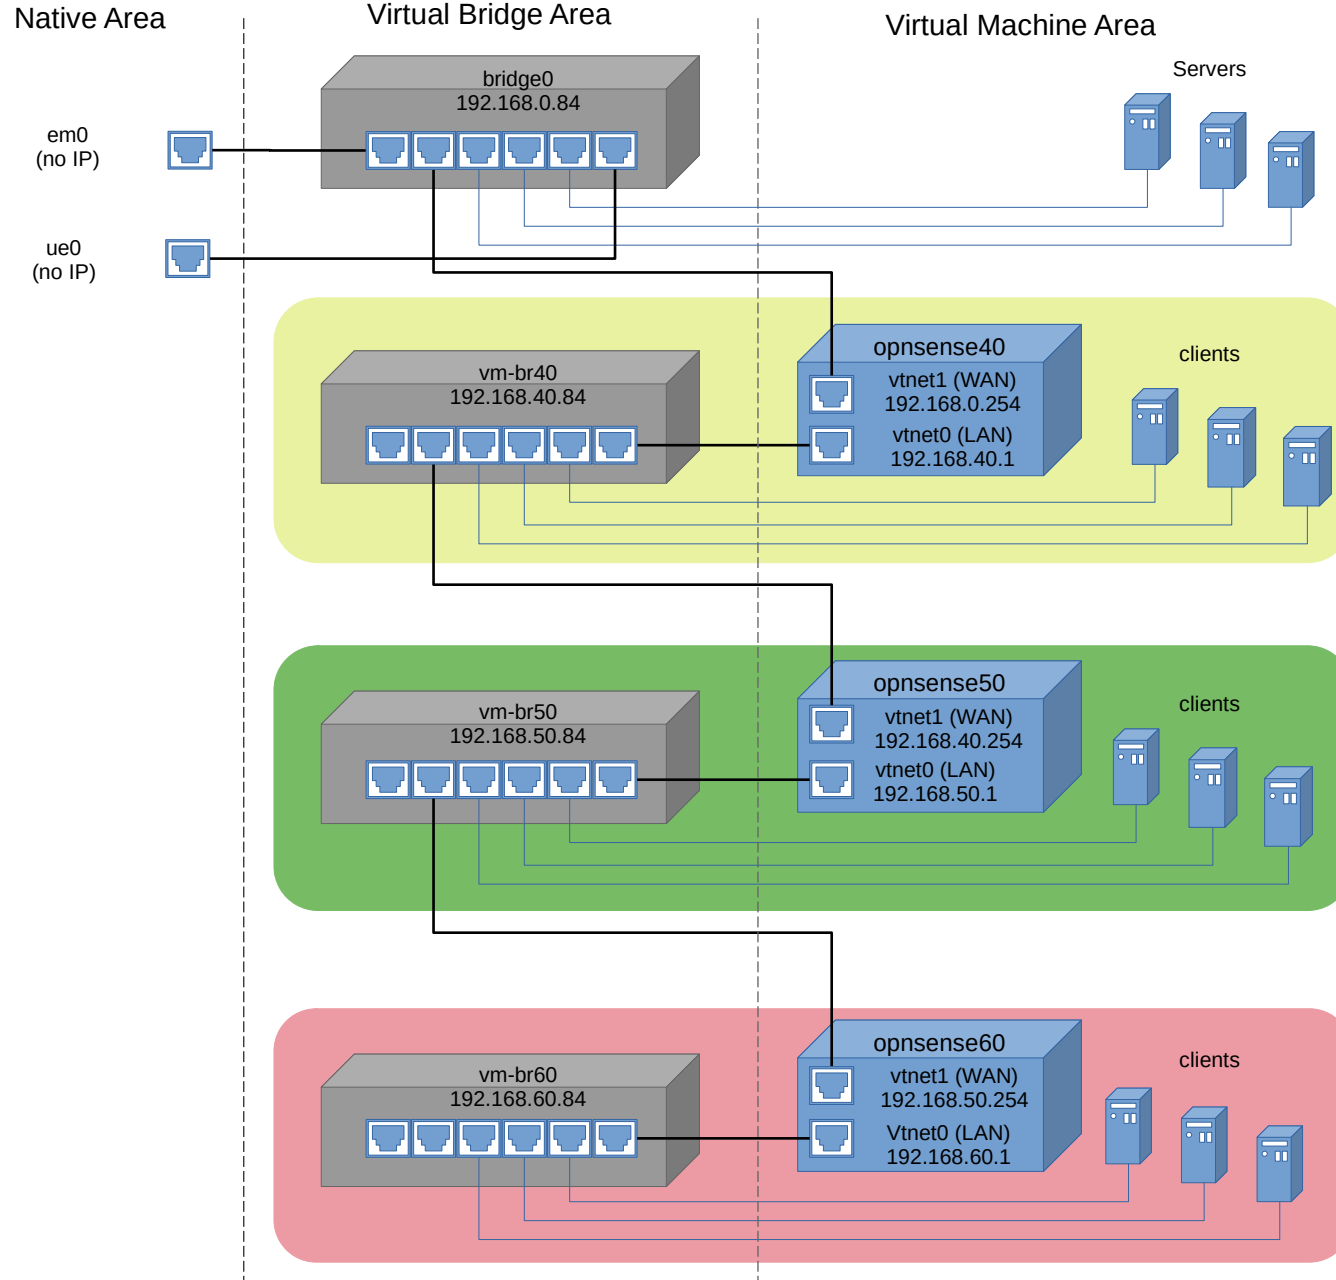 Native Area
Virtual Bridge Area
Virtual Machine Area
bridge0
192.168.0.84
Servers
em0
(no IP)
ue0
(no IP)
vm-br40
192.168.40.84
opnsense40
vtnet1 (WAN)
192.168.0.254
vtnet0 (LAN)
192.168.40.1
clients
vm-br50
192.168.50.84
opnsense50
vtnet1 (WAN)
192.168.40.254
vtnet0 (LAN)
192.168.50.1
clients
vm-br60
192.168.60.84
opnsense60
vtnet1 (WAN)
192.168.50.254
Vtnet0 (LAN)
192.168.60.1
clients